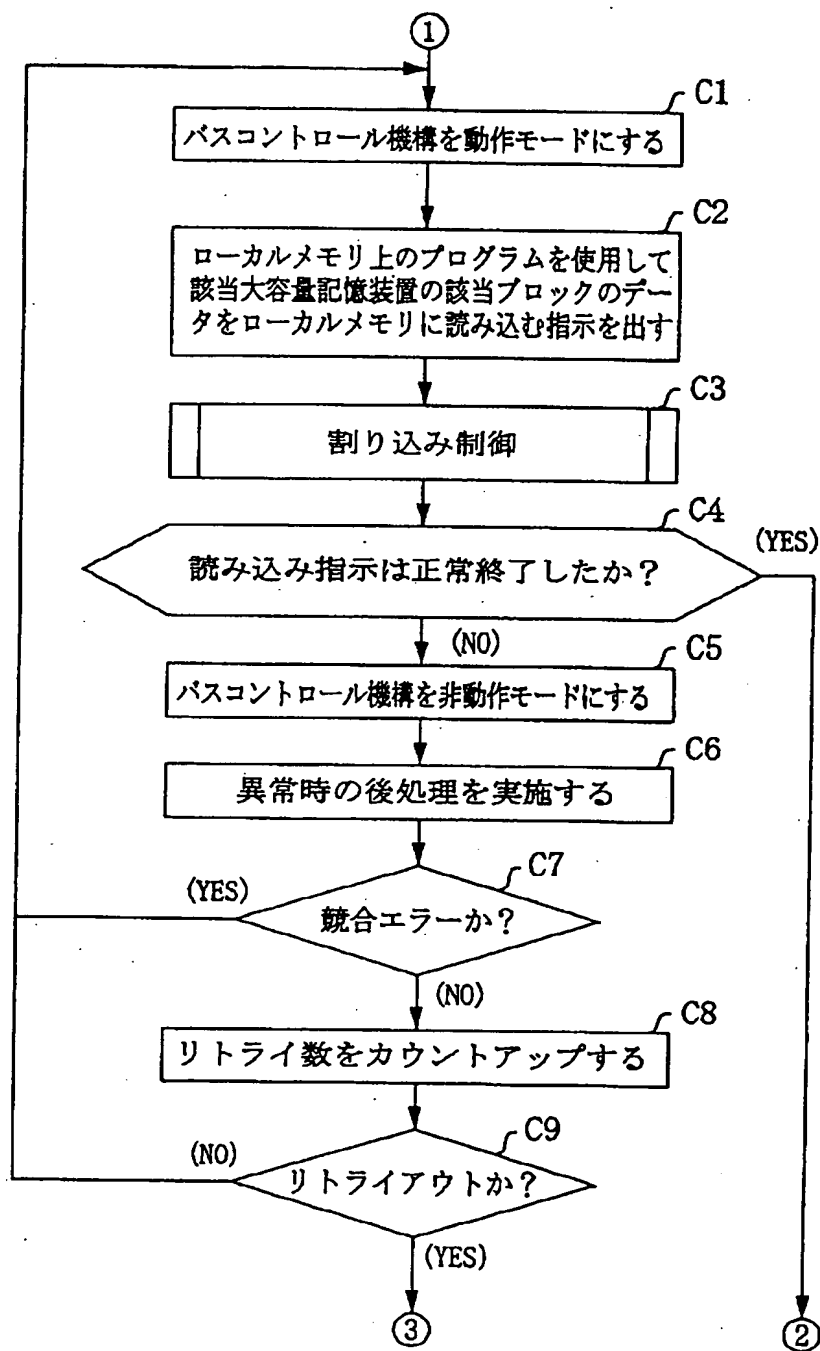 ①
C1
バスコントロール機構を動作モードにする
C2
ローカルメモリ上のプログラムを使用して
該当大容量記憶装置の該当ブロックのデー
タをローカルメモリに読み込む指示を出す
C3
割り込み制御
C4
(YES)
読み込み指示は正常終了したか？
(NO)
C5
バスコントロール機構を非動作モードにする
C6
異常時の後処理を実施する
C7
(YES)
競合エラーか？
(NO)
C8
リトライ数をカウントアップする
C9
(NO)
リトライアウトか？
(YES)
③
②